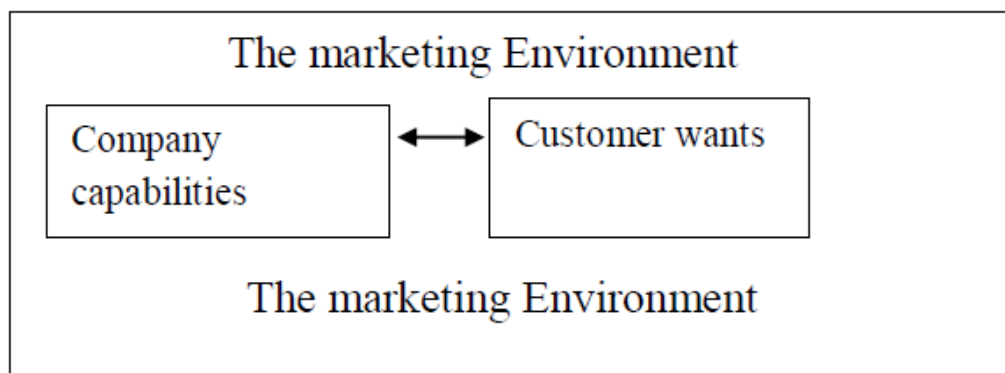 The marketing Environment
Company
capabilities
Customer wants
The marketing Environment